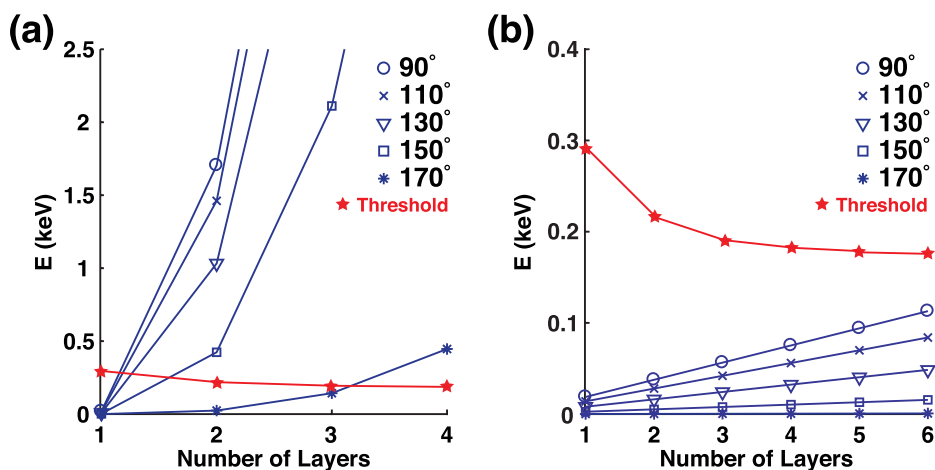 (a)
2.5
2
1.5
1
0.5
0
E (keV)
90°
110°
130°
150°
170°
Threshold
1 2 3 4
Number of Layers
(b)
0.4
0.3
0.2
0.1
0
E (keV)
90°
110°
130°
150°
170°
Threshold
1 2 3 4 5 6
Number of Layers